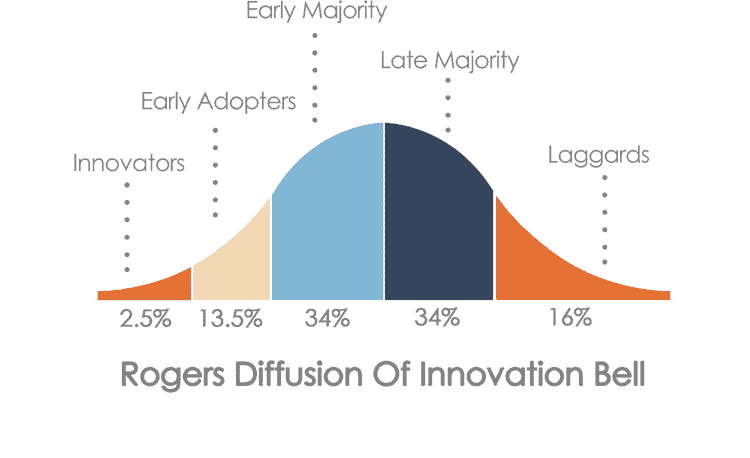 Early Majority
Late Majority
Early Adopters
Innovators
Laggards
2.5%
13.5%
34%
34%
16%
Rogers Diffusion Of Innovation Bell